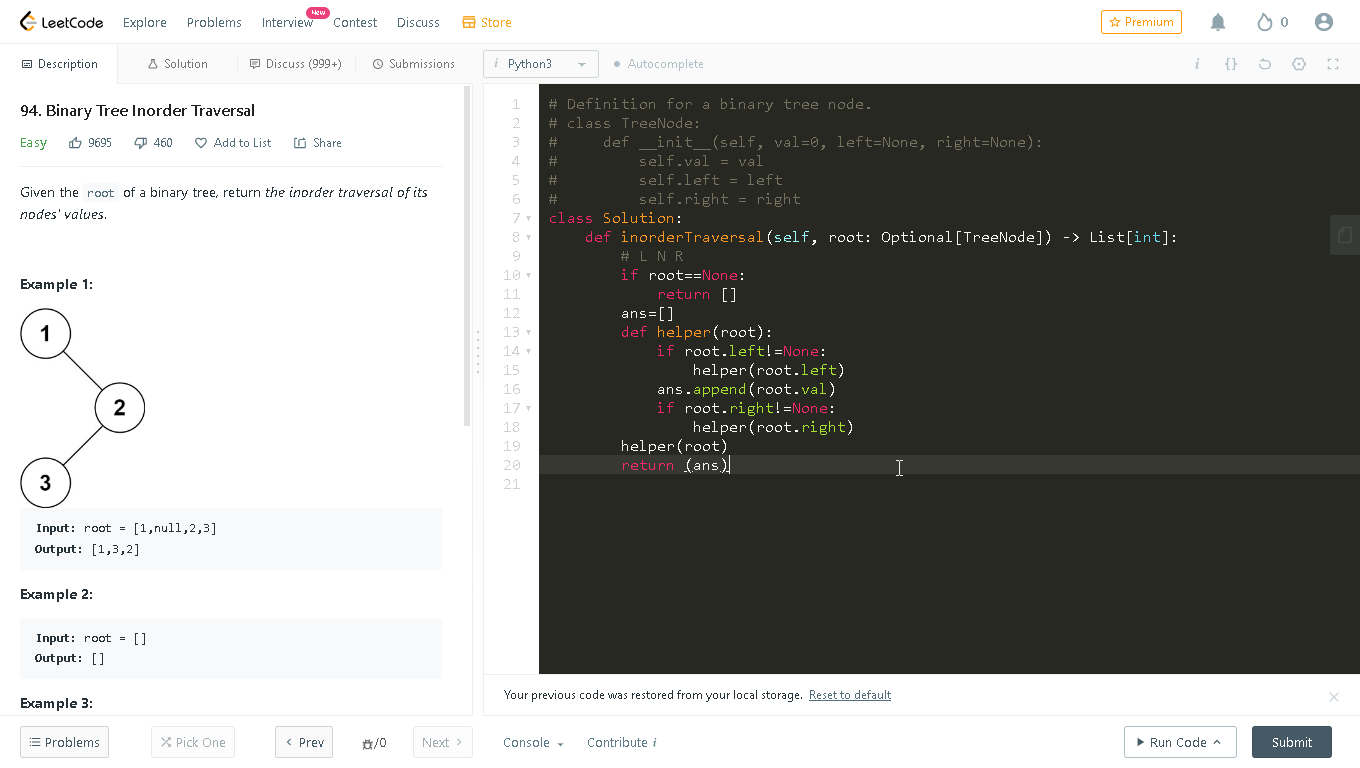 LeetCode Explore Problems Interview New Contest Discuss Store Premium 0
Description Solution Discuss (999+) Submissions
i Python3 Autocomplete i {}
94. Binary Tree Inorder Traversal
Easy 9695 460 Add to List Share
Given the root of a binary tree, return the inorder traversal of its
nodes' values.
Example 1:
1
2
3
Input: root = [1,null,2,3]
Output: [1,3,2]
Example 2:
Input: root = []
Output: []
Example 3:
1 # Definition for a binary tree node.
2 # class TreeNode:
3 #     def __init__(self, val=0, left=None, right=None):
4 #         self.val = val
5 #         self.left = left
6 #         self.right = right
7 class Solution:
8     def inorderTraversal(self, root: Optional[TreeNode]) -> List[int]:
9         # L N R
10         if root==None:
11             return []
12         ans=[]
13         def helper(root):
14             if root.left!=None:
15                 helper(root.left)
16             ans.append(root.val)
17             if root.right!=None:
18                 helper(root.right)
19         helper(root)
20         return (ans)
21
Your previous code was restored from your local storage. Reset to default
Problems Pick One Prev /0 Next Console Contribute i Run Code Submit